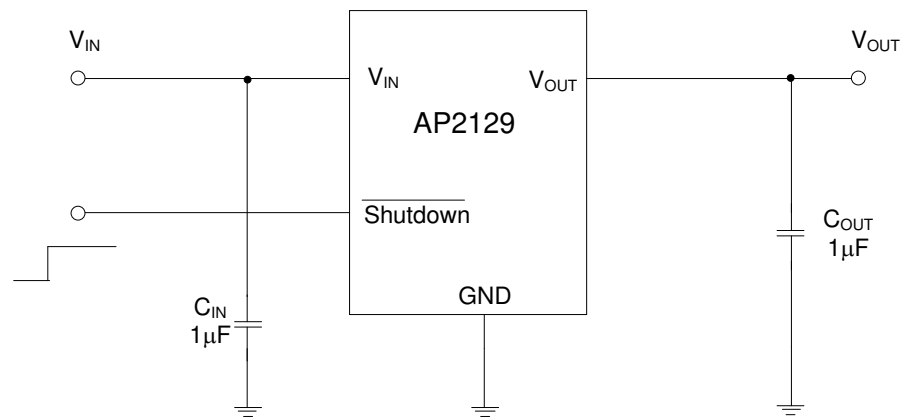 VIN
VOUT
VIN
VOUT
AP2129
Shutdown
COUT
1μF
GND
CIN
1μF